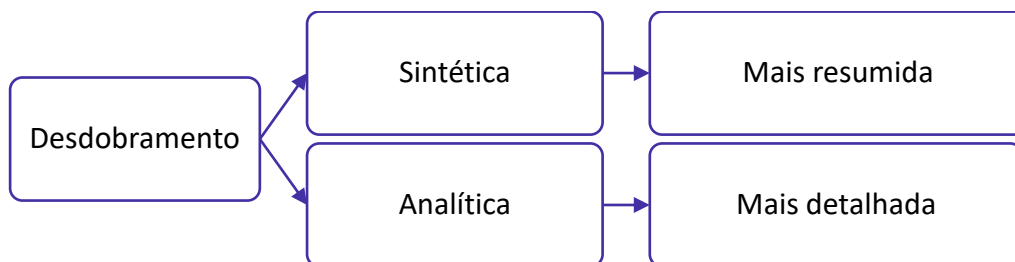 Desdobramento
Sintética
Mais resumida
Analítica
Mais detalhada